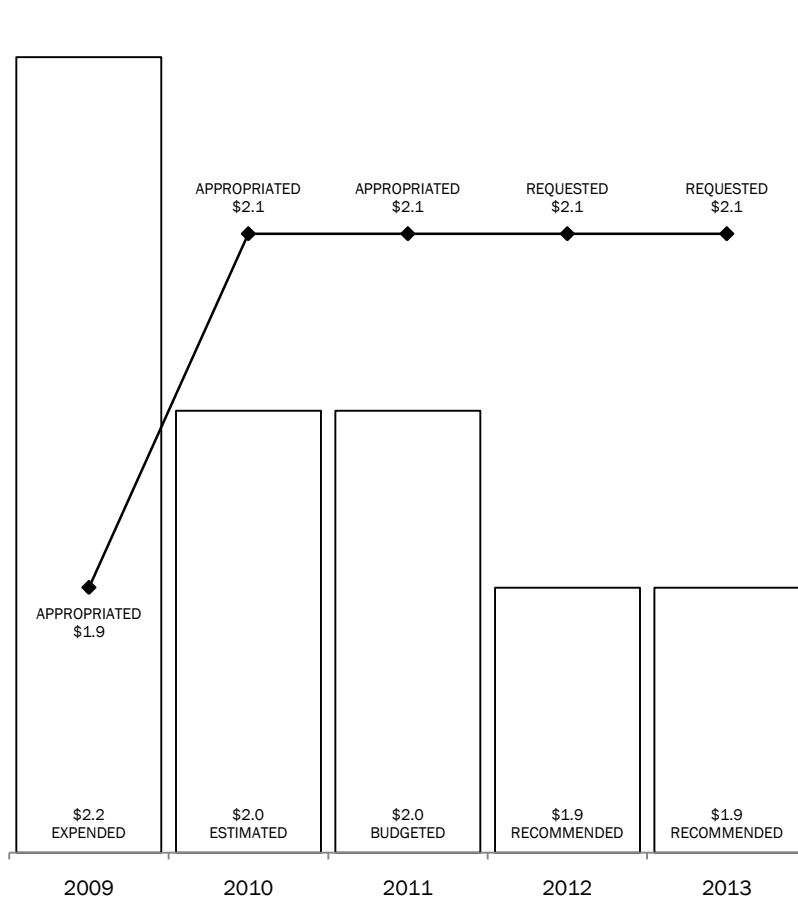 APPROPRIATED
$2.1
APPROPRIATED
$2.1
REQUESTED
$2.1
REQUESTED
$2.1
APPROPRIATED
$1.9
$2.2
EXPENDED
$2.0
ESTIMATED
$2.0
BUDGETED
$1.9
RECOMMENDED
$1.9
RECOMMENDED
2009
2010
2011
2012
2013